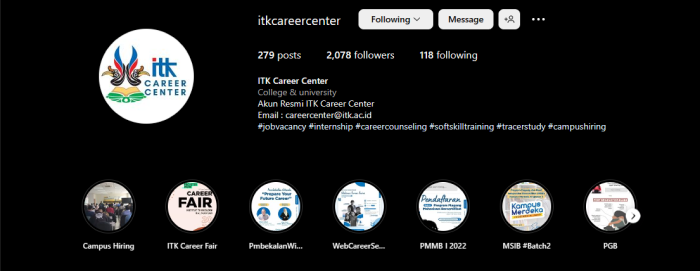 itkcareercenter
Following
Message
279 posts
2,078 followers
118 following
ITK Career Center
College & university
Akun Resmi ITK Career Center
Email : careercenter@itk.ac.id
#jobvacancy #internship #careercounseling #softskilltraining #tracerstudy #campushiring
itk
CAREER
CENTER
CAREER
FAIR
"Prepare Your
Future Career"
Pendaftaran
Kampus
Merdeka
Campus Hiring
ITK Career Fair
PmbekalanWi...
WebCareerSe...
PMMB I 2022
MSIB #Batch2
PGB